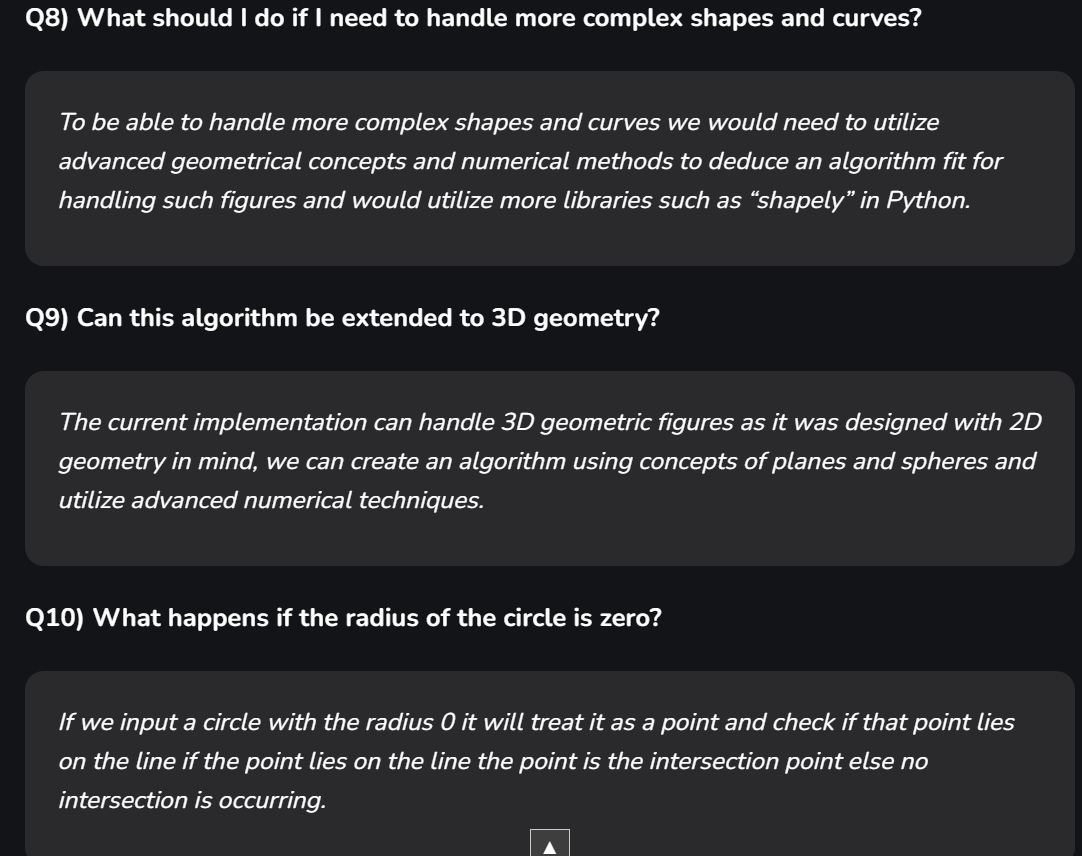 Q8) What should I do if I need to handle more complex shapes and curves?
To be able to handle more complex shapes and curves we would need to utilize
advanced geometrical concepts and numerical methods to deduce an algorithm fit for
handling such figures and would utilize more libraries such as “shapely” in Python.
Q9) Can this algorithm be extended to 3D geometry?
The current implementation can handle 3D geometric figures as it was designed with 2D
geometry in mind, we can create an algorithm using concepts of planes and spheres and
utilize advanced numerical techniques.
Q10) What happens if the radius of the circle is zero?
If we input a circle with the radius 0 it will treat it as a point and check if that point lies
on the line if the point lies on the line the point is the intersection point else no
intersection is occurring.